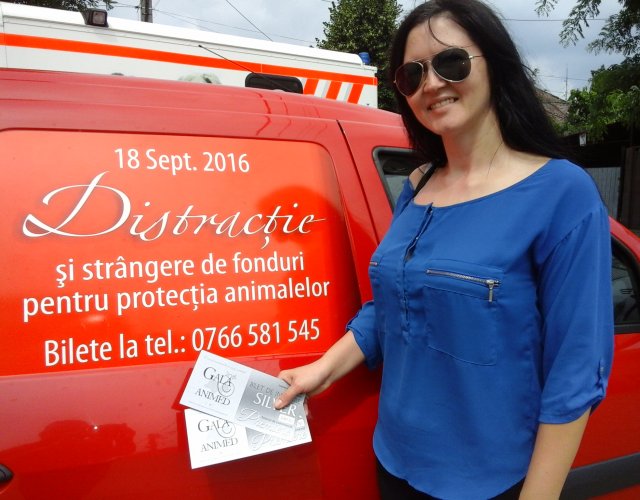 18 Sept. 2016
Distracție
și strângere de fonduri
pentru protecția animalelor
Bilete la tel.: 0766 581 545
GALA
ANIMED
SILVER
GALA
ANIMED